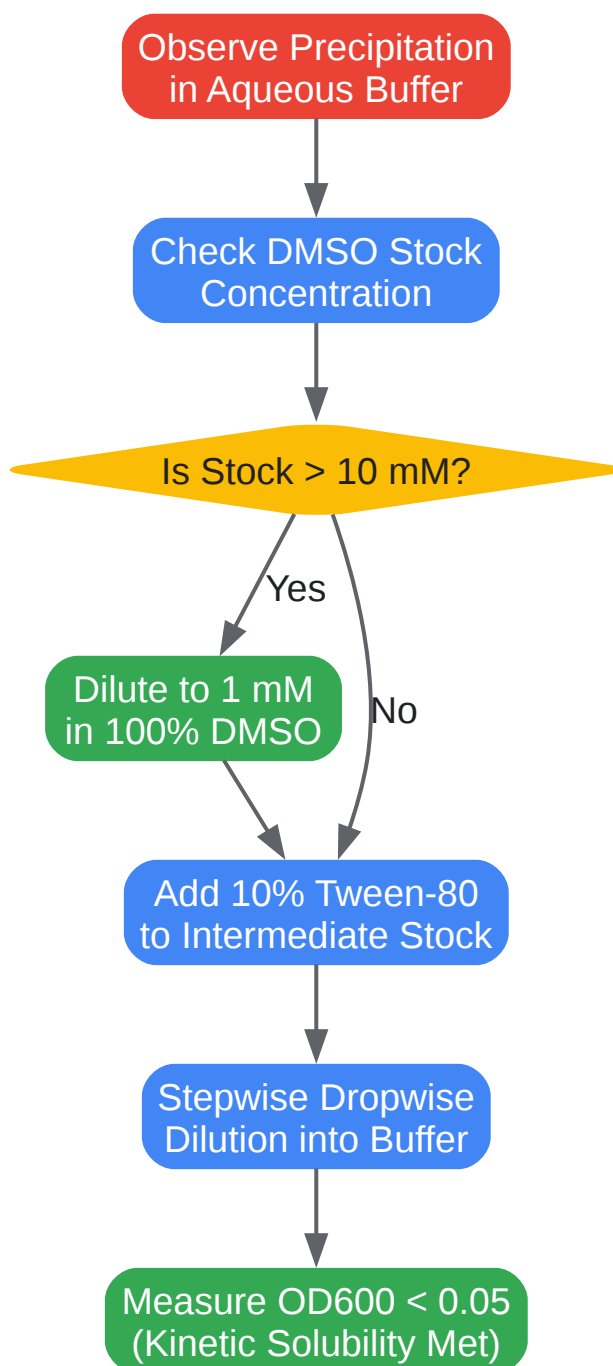 Observe Precipitation
in Aqueous Buffer
Check DMSO Stock
Concentration
Is Stock > 10 mM?
Yes
Dilute to 1 mM
in 100% DMSO
No
Add 10% Tween-80
to Intermediate Stock
Stepwise Dropwise
Dilution into Buffer
Measure OD600 < 0.05
(Kinetic Solubility Met)